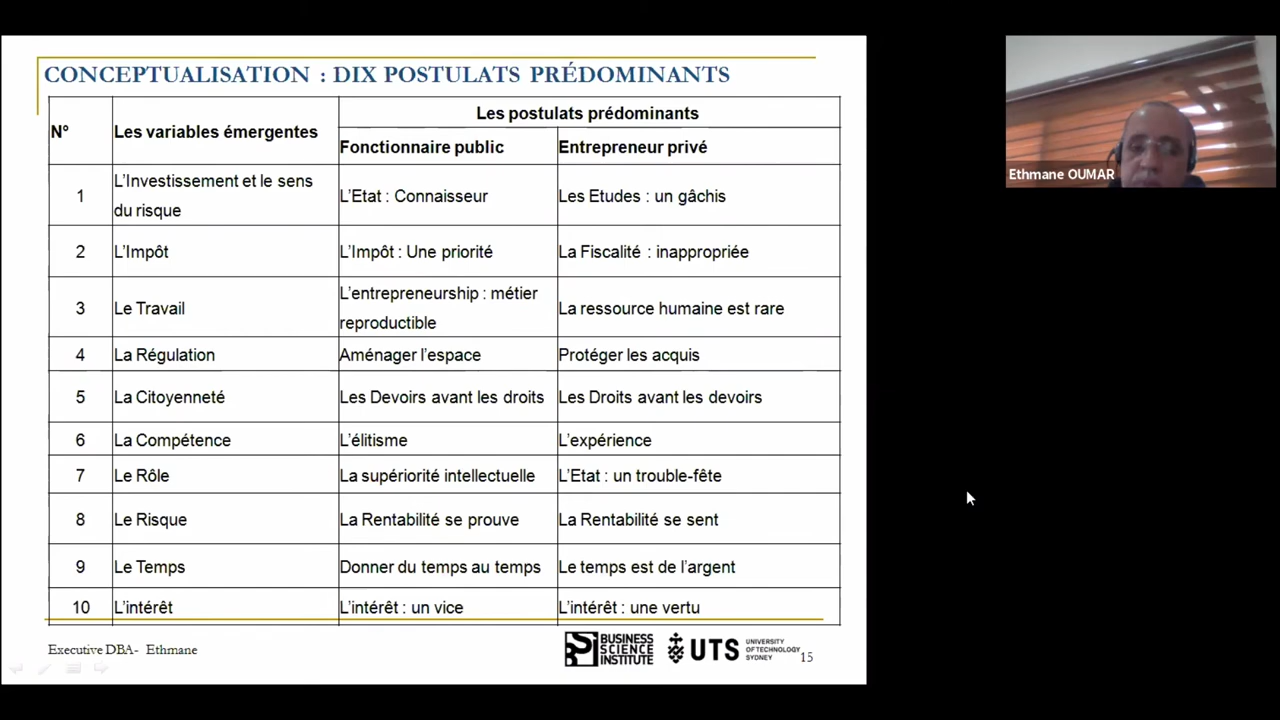 CONCEPTUALISATION : DIX POSTULATS PRÉDOMINANTS
N°
Les variables émergentes
Les postulats prédominants
Fonctionnaire public
Entrepreneur privé
1
L'Investissement et le sens
du risque
L'Etat : Connaisseur
Les Etudes : un gâchis
2
L'Impôt
L'Impôt : Une priorité
La Fiscalité : inappropriée
3
Le Travail
L'entrepreneurship : métier
reproductible
La ressource humaine est rare
4
La Régulation
Aménager l'espace
Protéger les acquis
5
La Citoyenneté
Les Devoirs avant les droits
Les Droits avant les devoirs
6
La Compétence
L'élitisme
L'expérience
7
Le Rôle
La supériorité intellectuelle
L'Etat : un trouble-fête
8
Le Risque
La Rentabilité se prouve
La Rentabilité se sent
9
Le Temps
Donner du temps au temps
Le temps est de l'argent
10
L'intérêt
L'intérêt : un vice
L'intérêt : une vertu
Executive DBA- Ethmane
BUSINESS
SCIENCE
INSTITUTE
UTS
UNIVERSITY
OF TECHNOLOGY
SYDNEY
15
Ethmane OUMAR